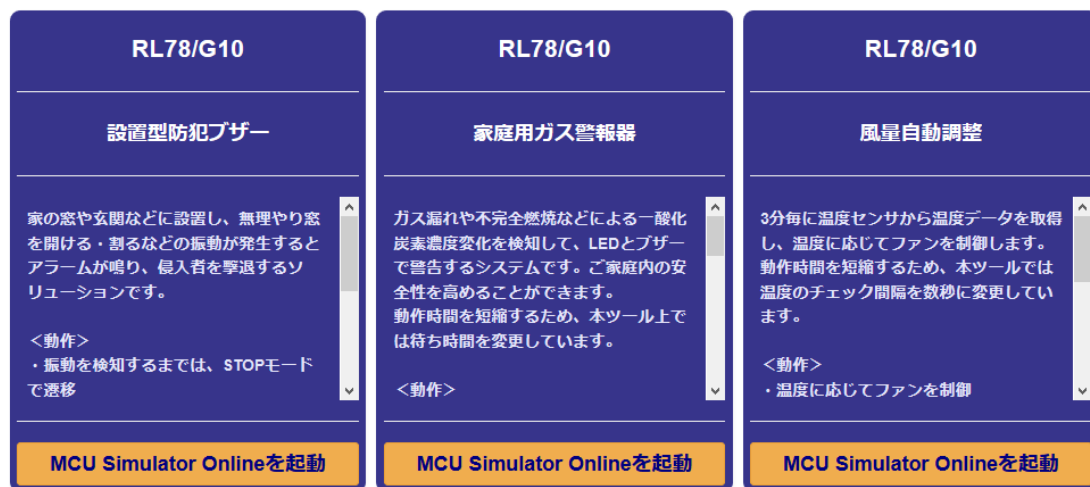 RL78/G10
設置型防犯ブザー
家の窓や玄関などに設置し、無理やり窓
を開ける・割るなどの振動が発生すると
アラームが鳴り、侵入者を撃退するソ
リューションです。
＜動作＞
・振動を検知するまでは、STOPモード
で遷移
MCU Simulator Onlineを起動
RL78/G10
家庭用ガス警報器
ガス漏れや不完全燃焼などによる一酸化
炭素濃度変化を検知して、LEDとブザー
で警告するシステムです。ご家庭内の安
全性を高めることができます。
動作時間を短縮するため、本ツール上で
は待ち時間を変更しています。
＜動作＞
MCU Simulator Onlineを起動
RL78/G10
風量自動調整
3分毎に温度センサから温度データを取得
し、温度に応じてファンを制御します。
動作時間を短縮するため、本ツールでは
温度のチェック間隔を数秒に変更してい
ます。
＜動作＞
・温度に応じてファンを制御
MCU Simulator Onlineを起動